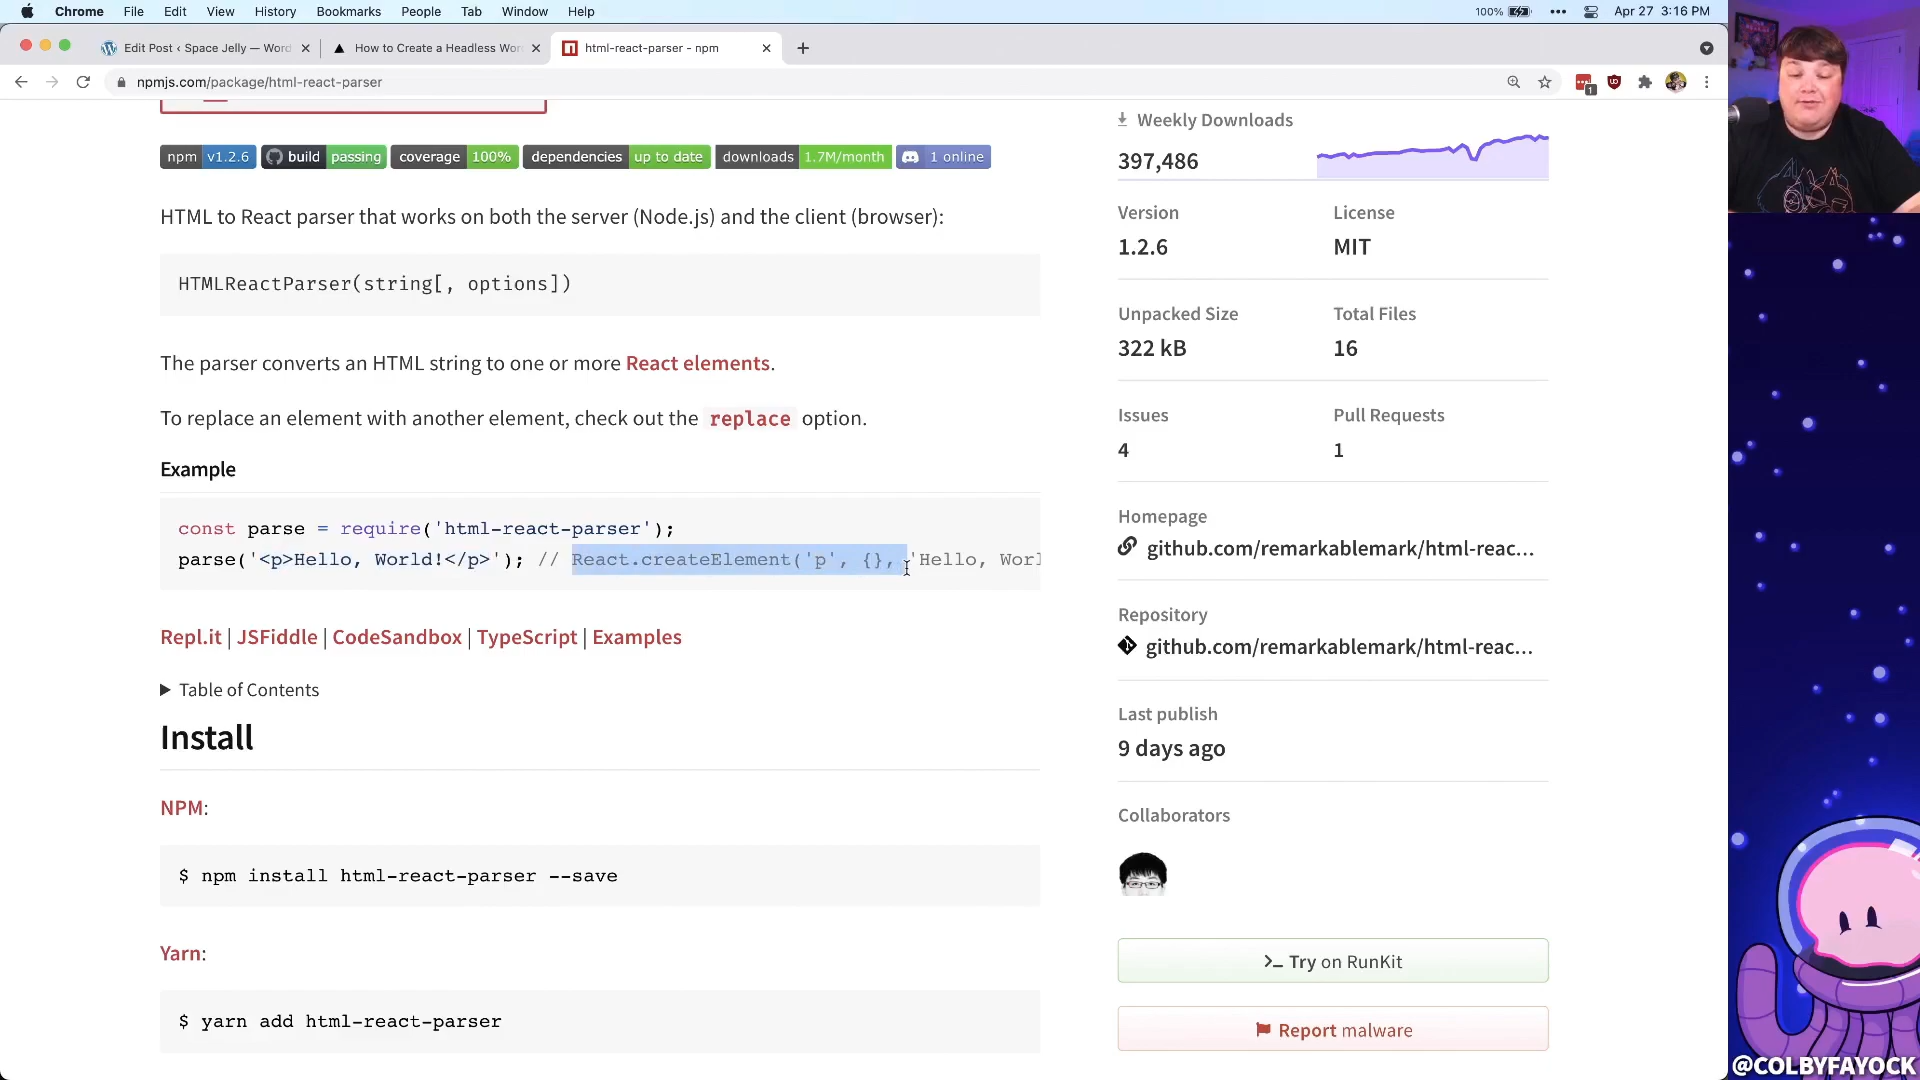 Chrome File Edit View History Bookmarks People Tab Window Help
100% Apr 27 3:16 PM
Edit Post ‹ Space Jelly — Word
How to Create a Headless Wor
html-react-parser - npm
npmjs.com/package/html-react-parser
1
npm v1.2.6 build passing coverage 100% dependencies up to date downloads 1.7M/month 1 online
HTML to React parser that works on both the server (Node.js) and the client (browser):
HTMLReactParser(string[, options])
The parser converts an HTML string to one or more React elements.
To replace an element with another element, check out the replace option.
Example
const parse = require('html-react-parser');
parse('<p>Hello, World!</p>'); // React.createElement('p', {}, 'Hello, Worl
Repl.it | JSFiddle | CodeSandbox | TypeScript | Examples
Table of Contents
Install
NPM:
$ npm install html-react-parser --save
Yarn:
$ yarn add html-react-parser
Weekly Downloads
397,486
Version License
1.2.6 MIT
Unpacked Size Total Files
322 kB 16
Issues Pull Requests
4 1
Homepage
github.com/remarkablemark/html-reac...
Repository
github.com/remarkablemark/html-reac...
Last publish
9 days ago
Collaborators
Try on RunKit
Report malware
@COLBYFAYOCK